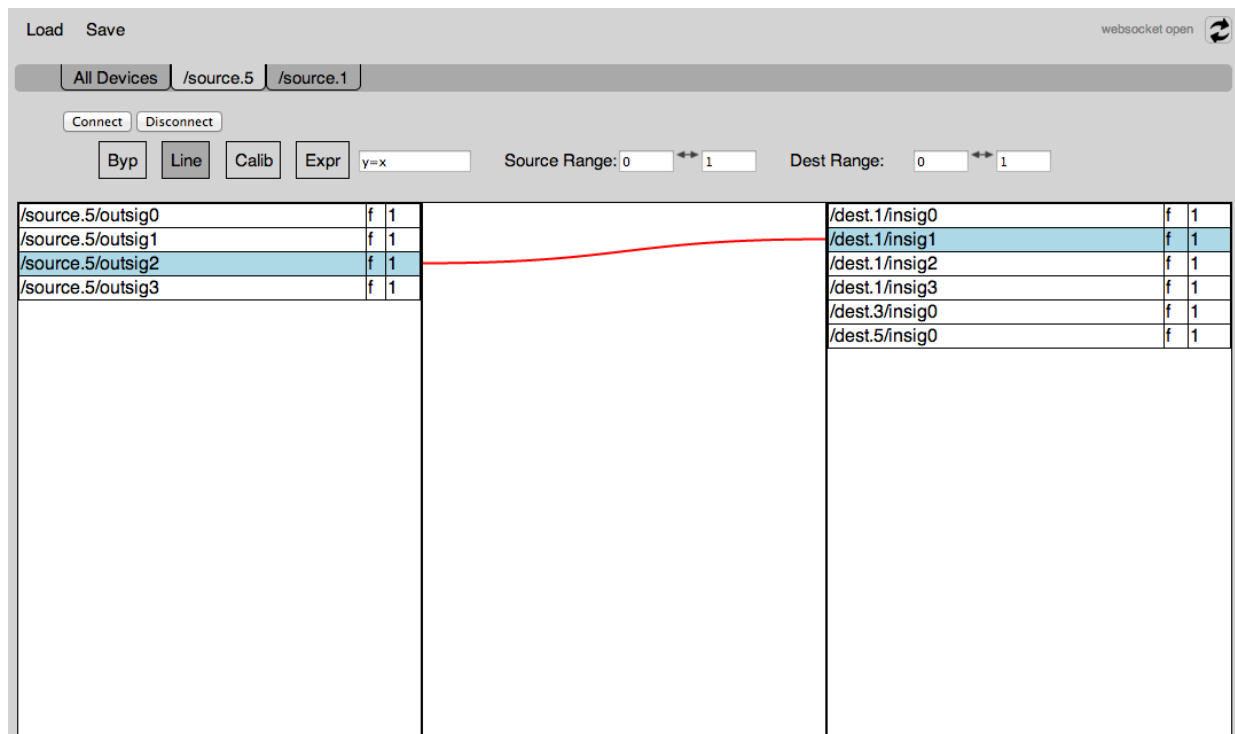 Load Save websocket open
All Devices /source.5 /source.1
Connect Disconnect
Byp Line Calib Expr y=x Source Range: 0 1 Dest Range: 0 1
/source.5/outsig0 f 1 /dest.1/insig0 f 1
/source.5/outsig1 f 1 /dest.1/insig1 f 1
/source.5/outsig2 f 1 /dest.1/insig2 f 1
/source.5/outsig3 f 1 /dest.1/insig3 f 1
/dest.3/insig0 f 1
/dest.5/insig0 f 1